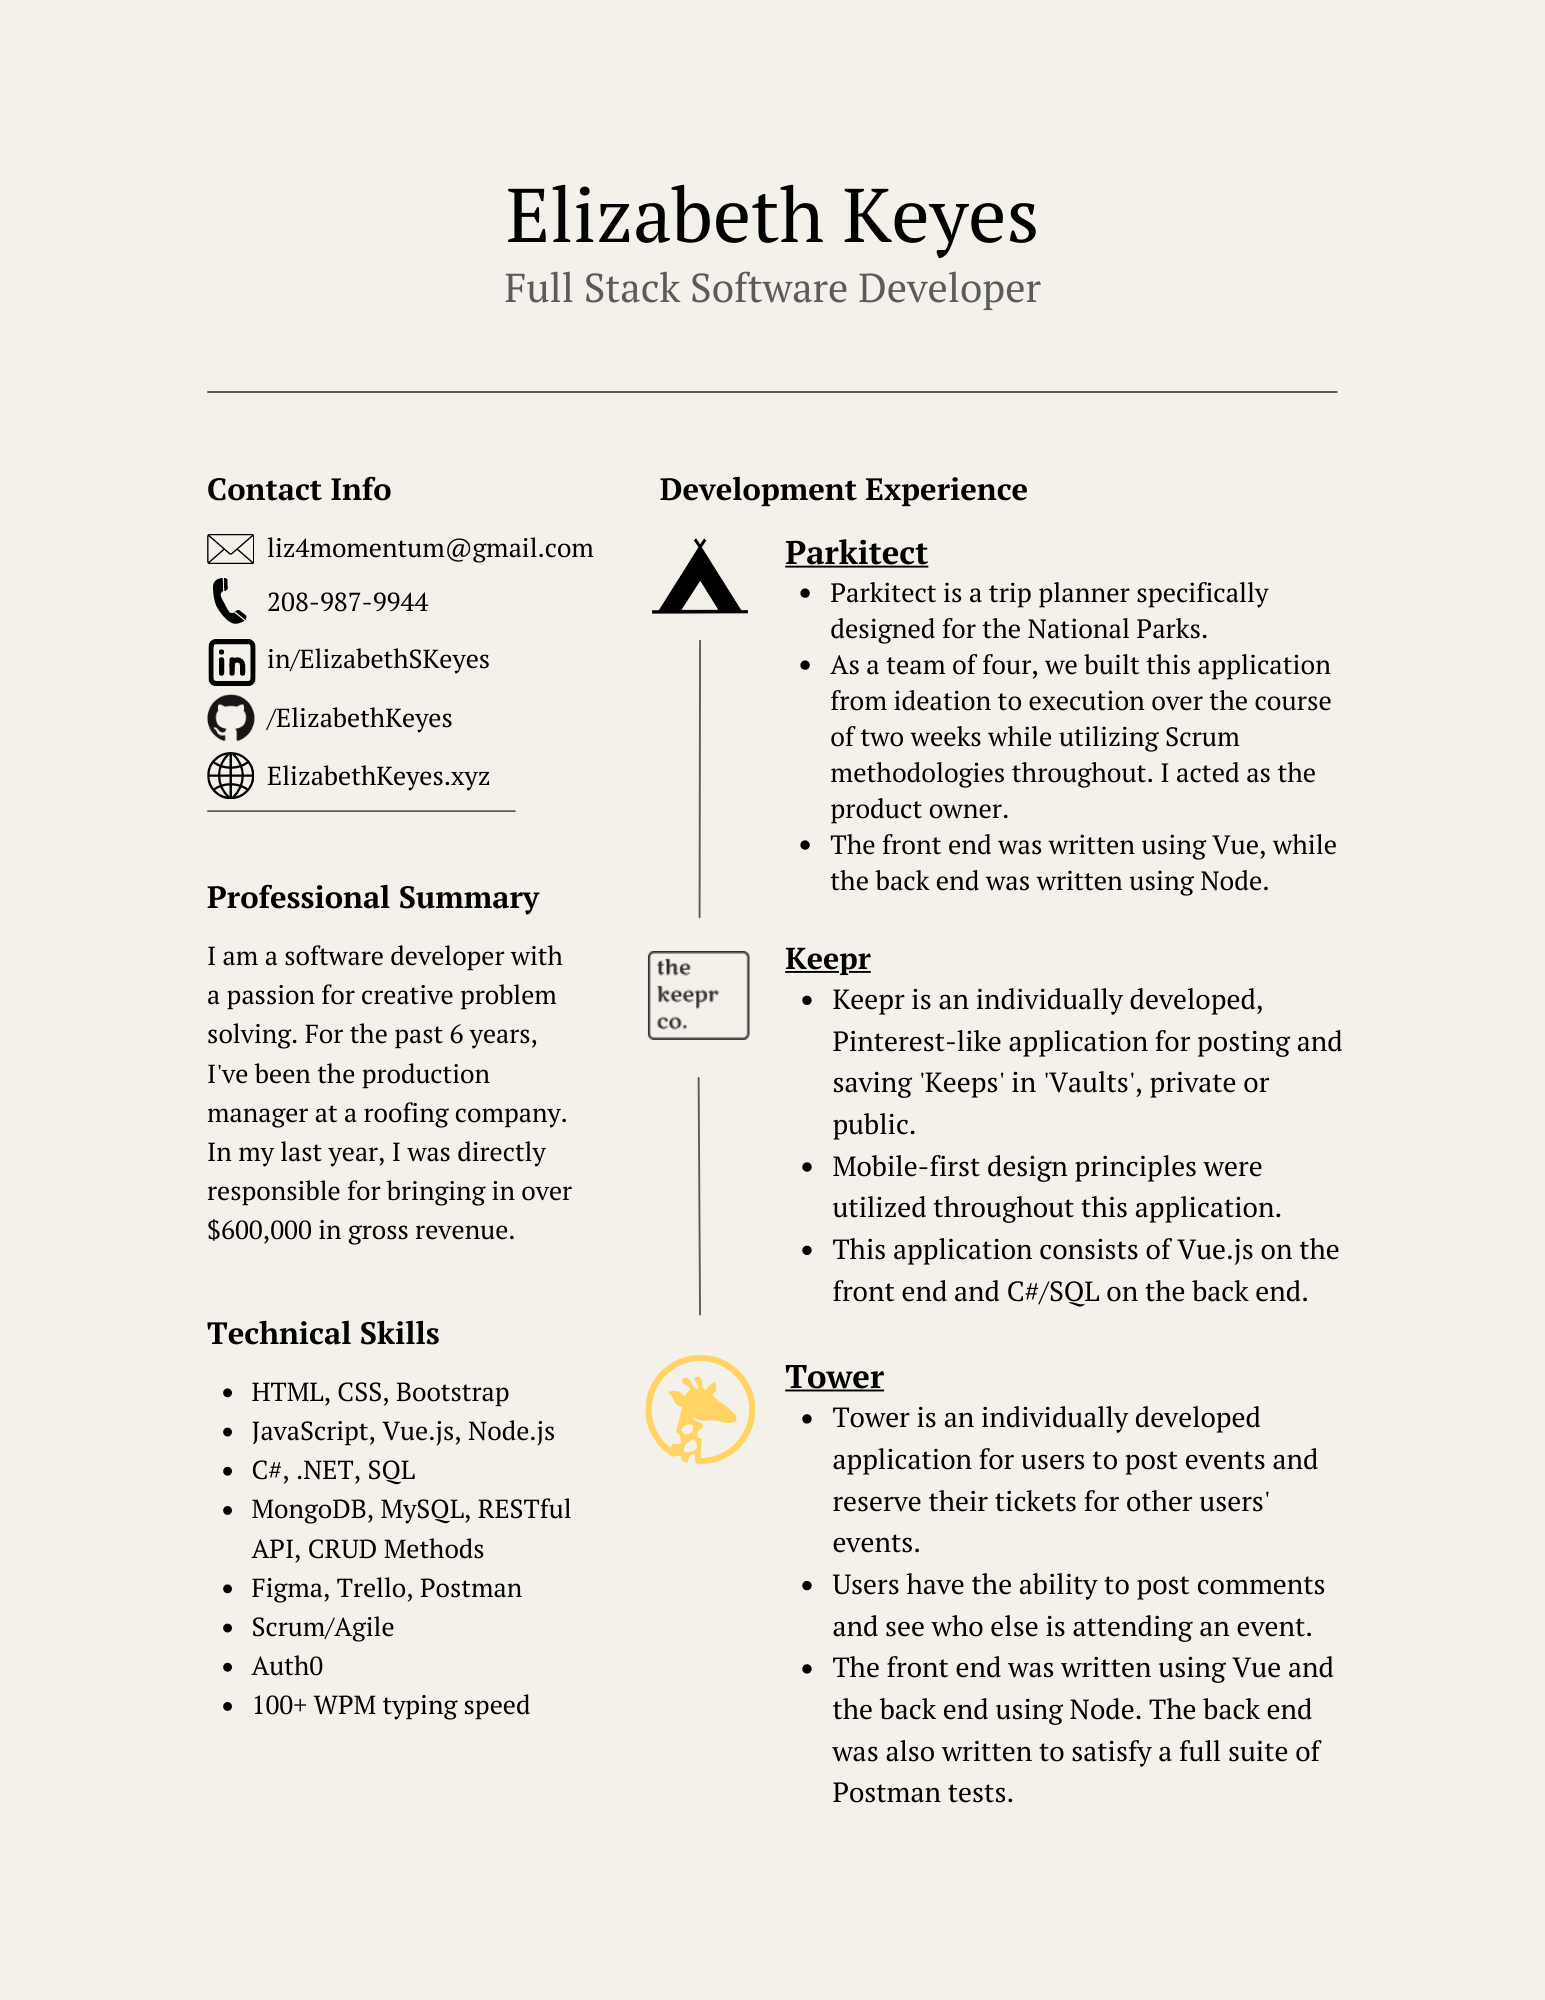 Elizabeth Keyes
Full Stack Software Developer
Contact Info
liz4momentum@gmail.com
208-987-9944
in/ElizabethSKeyes
/ElizabethKeyes
ElizabethKeyes.xyz
Professional Summary
I am a software developer with
a passion for creative problem
solving. For the past 6 years,
I've been the production
manager at a roofing company.
In my last year, I was directly
responsible for bringing in over
$600,000 in gross revenue.
Technical Skills
• HTML, CSS, Bootstrap
• JavaScript, Vue.js, Node.js
• C#, .NET, SQL
• MongoDB, MySQL, RESTful
API, CRUD Methods
• Figma, Trello, Postman
• Scrum/Agile
• Auth0
• 100+ WPM typing speed
Development Experience
Parkitect
• Parkitect is a trip planner specifically
designed for the National Parks.
• As a team of four, we built this application
from ideation to execution over the course
of two weeks while utilizing Scrum
methodologies throughout. I acted as the
product owner.
• The front end was written using Vue, while
the back end was written using Node.
the
keepr
co.
Keepr
• Keepr is an individually developed,
Pinterest-like application for posting and
saving 'Keeps' in 'Vaults', private or
public.
• Mobile-first design principles were
utilized throughout this application.
• This application consists of Vue.js on the
front end and C#/SQL on the back end.
Tower
• Tower is an individually developed
application for users to post events and
reserve their tickets for other users'
events.
• Users have the ability to post comments
and see who else is attending an event.
• The front end was written using Vue and
the back end using Node. The back end
was also written to satisfy a full suite of
Postman tests.